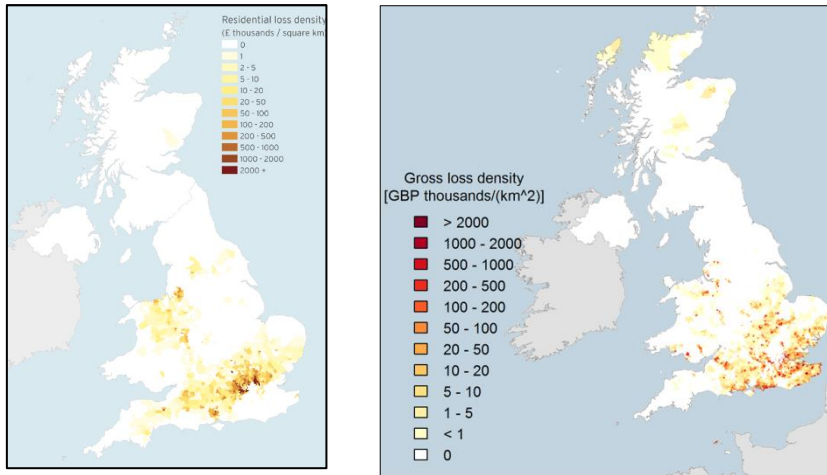 Residential loss density
(£ thousands / square km)
0
1
2 - 5
5 - 10
10 - 20
20 - 50
50 - 100
100 - 200
200 - 500
500 - 1000
1000 - 2000
2000 +
Gross loss density
[GBP thousands/(km^2)]
> 2000
1000 - 2000
500 - 1000
200 - 500
100 - 200
50 - 100
20 - 50
10 - 20
5 - 10
1 - 5
< 1
0